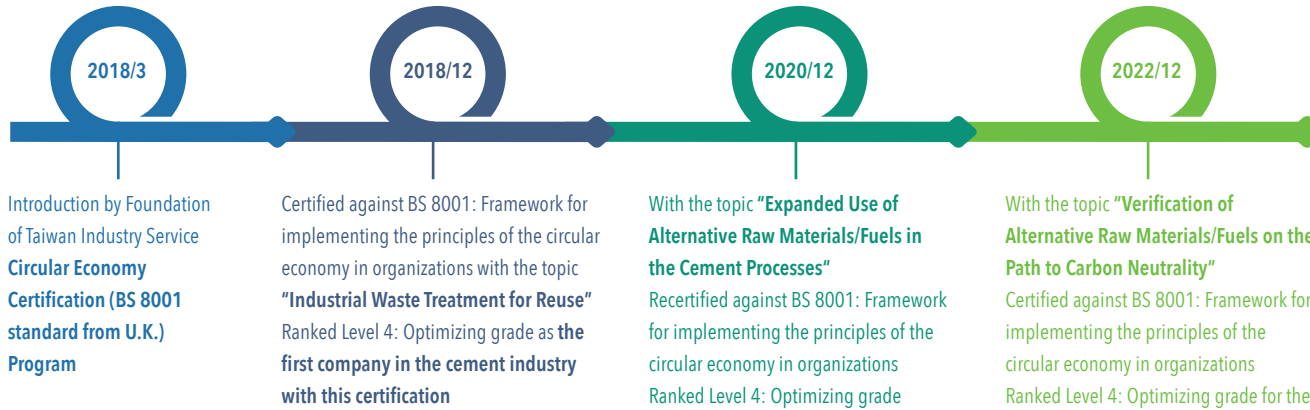 2018/3
Introduction by Foundation
of Taiwan Industry Service
Circular Economy
Certification (BS 8001
standard from U.K.)
Program
2018/12
Certified against BS 8001: Framework for
implementing the principles of the circular
economy in organizations with the topic
"Industrial Waste Treatment for Reuse"
Ranked Level 4: Optimizing grade as the
first company in the cement industry
with this certification
2020/12
With the topic "Expanded Use of
Alternative Raw Materials/Fuels in
the Cement Processes"
Recertified against BS 8001: Framework
for implementing the principles of the
circular economy in organizations
Ranked Level 4: Optimizing grade
2022/12
With the topic "Verification of
Alternative Raw Materials/Fuels on the
Path to Carbon Neutrality"
Certified against BS 8001: Framework for
implementing the principles of the
circular economy in organizations
Ranked Level 4: Optimizing grade for the